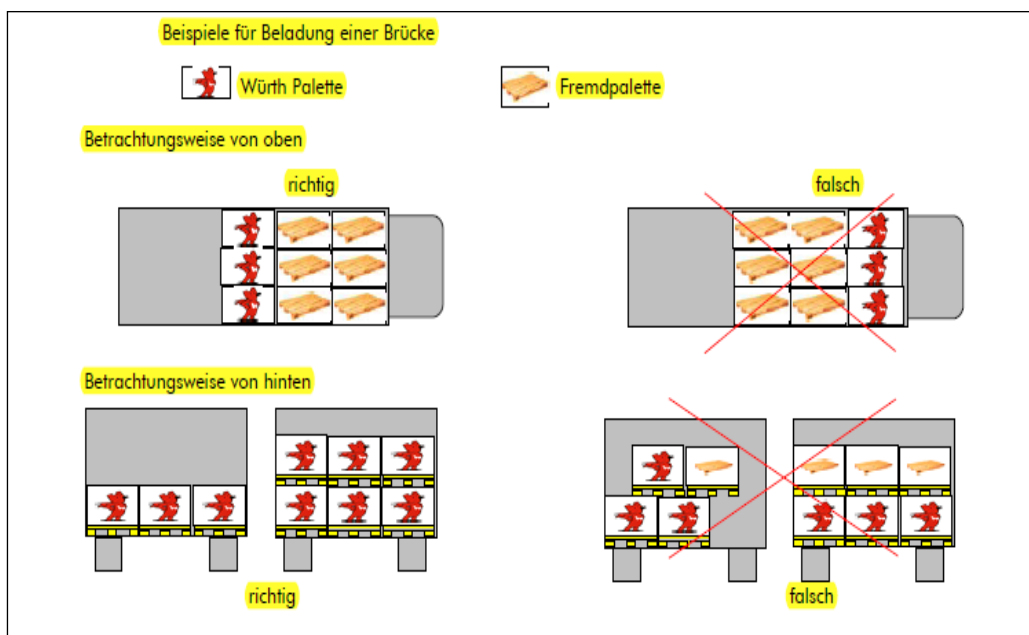 Beispiele für Beladung einer Brücke
Würth Palette
Fremdpalette
Betrachtungsweise von oben
richtig
falsch
Betrachtungsweise von hinten
richtig
falsch